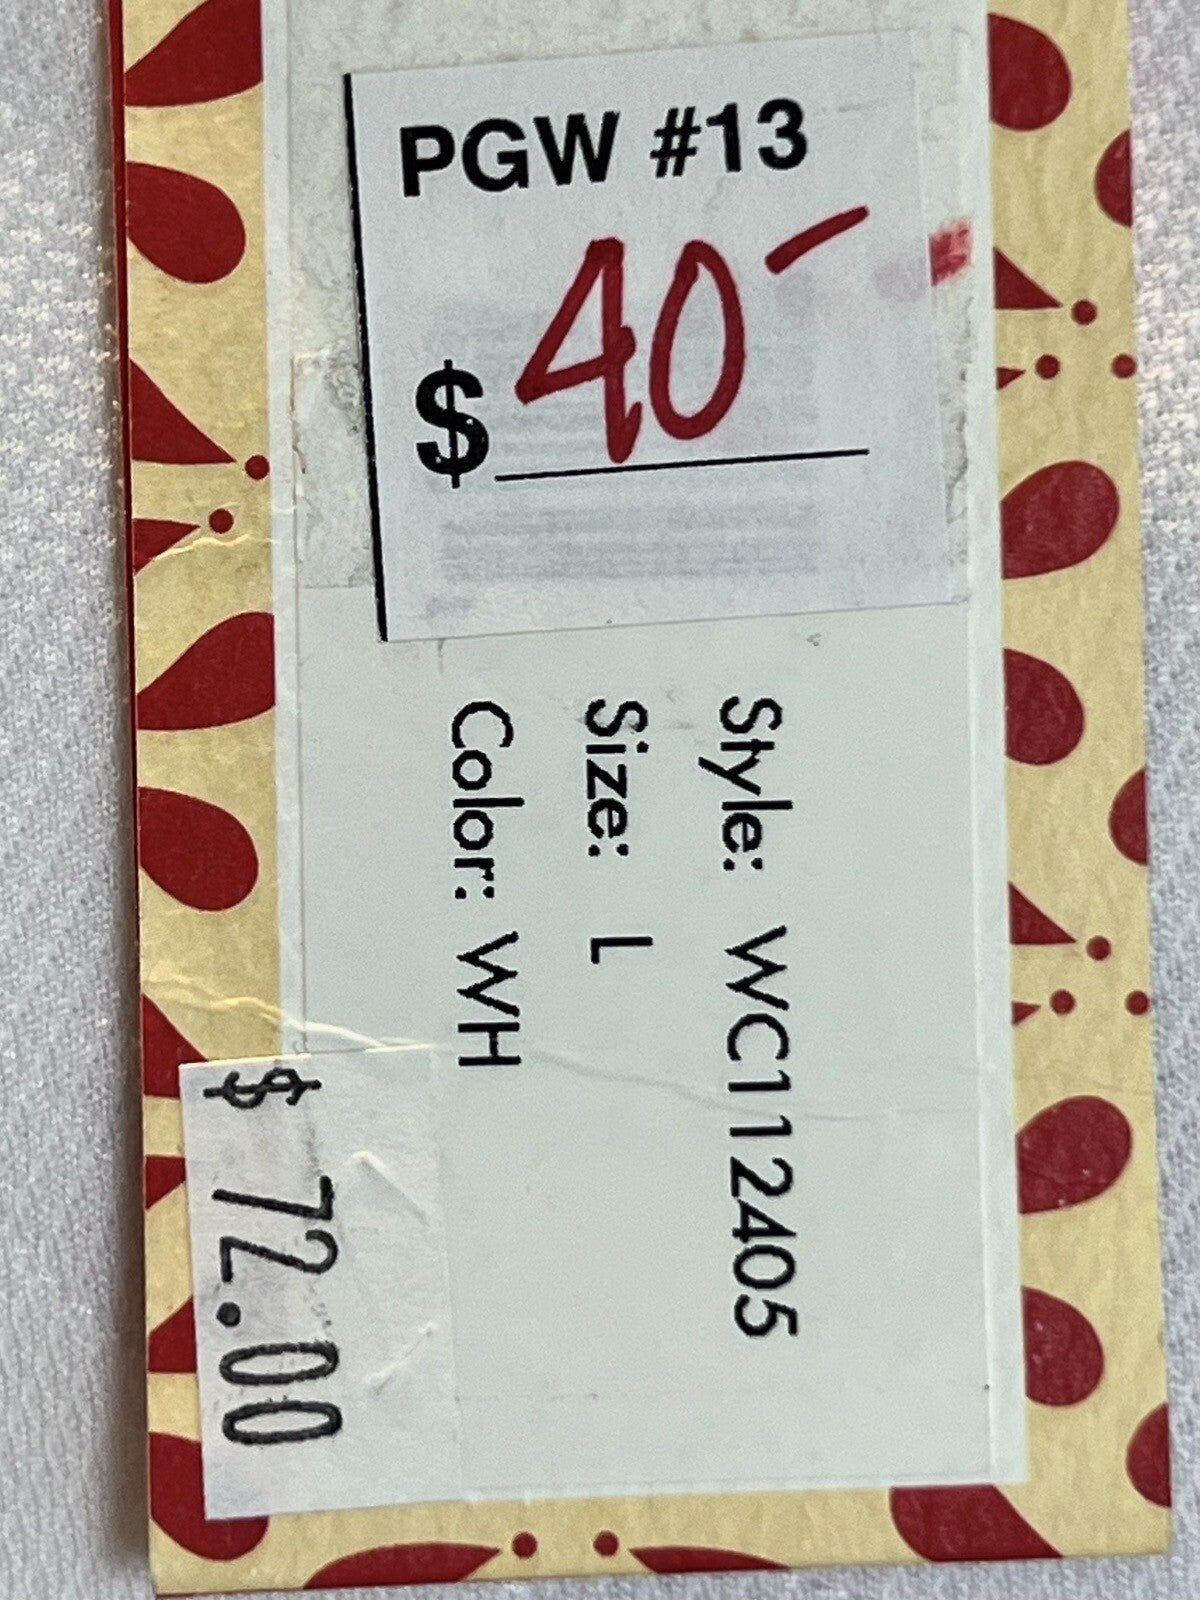 PGW #13
$ 40-
Style: WC112405
Size: L
Color: WH
$ 72.00